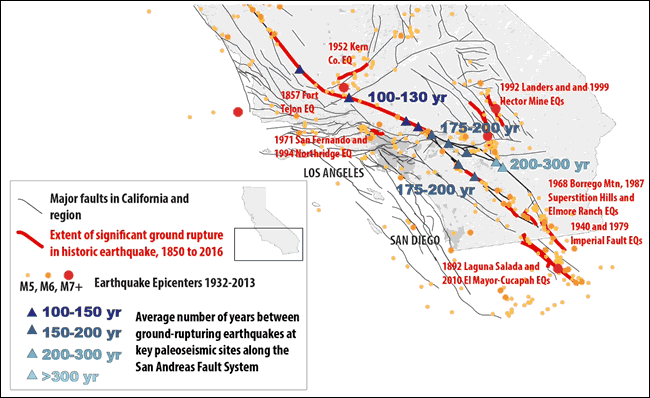 1952 Kern
Co. EQ
1857 Fort
Tejon EQ
100-130 yr
1992 Landers and and 1999
Hector Mine EQs
175-200 yr
1971 San Fernando and
1994 Northridge EQ
LOS ANGELES
200-300 yr
175-200 yr
1968 Borrego Mtn, 1987
Superstition Hills and
Elmore Ranch EQs
1940 and 1979
Imperial Fault EQs
SAN DIEGO
1892 Laguna Salada and
2010 El Mayor-Cucapah EQs
Major faults in California and
region
Extent of significant ground rupture
in historic earthquake, 1850 to 2016
M5, M6, M7+ Earthquake Epicenters 1932-2013
100-150 yr
150-200 yr
200-300 yr
>300 yr
Average number of years between
ground-rupturing earthquakes at
key paleoseismic sites along the
San Andreas Fault System